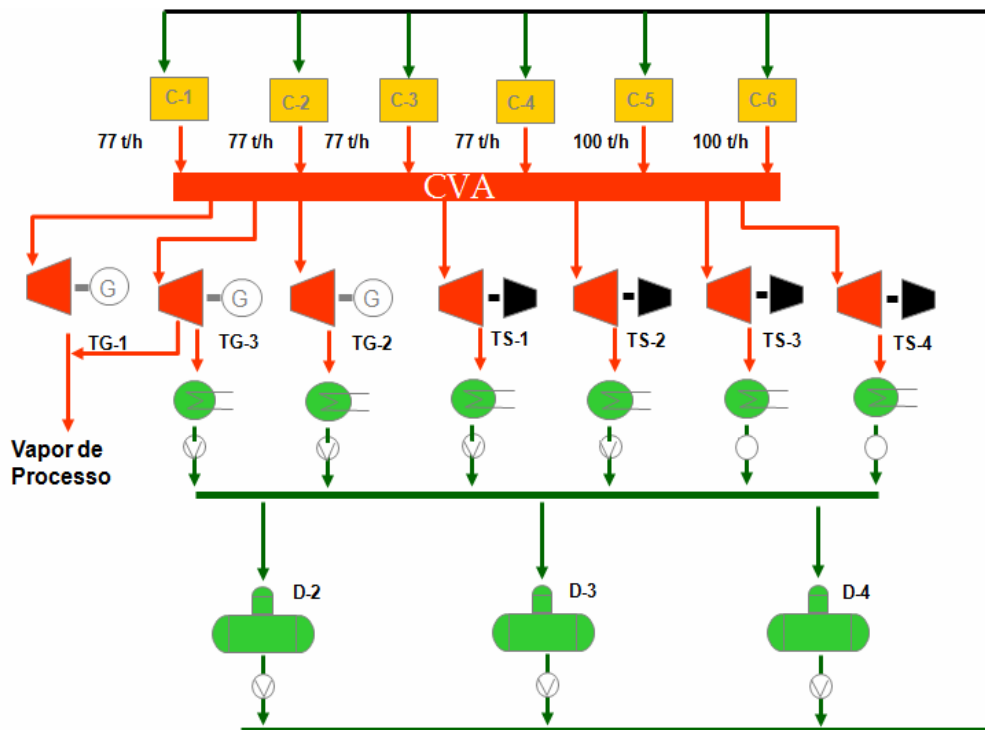 C-1
C-2
C-3
C-4
C-5
C-6
77 t/h
77 t/h
77 t/h
77 t/h
100 t/h
100 t/h
CVA
G
G
G
TG-1
TG-3
TG-2
TS-1
TS-2
TS-3
TS-4
Vapor de
Processo
D-2
D-3
D-4